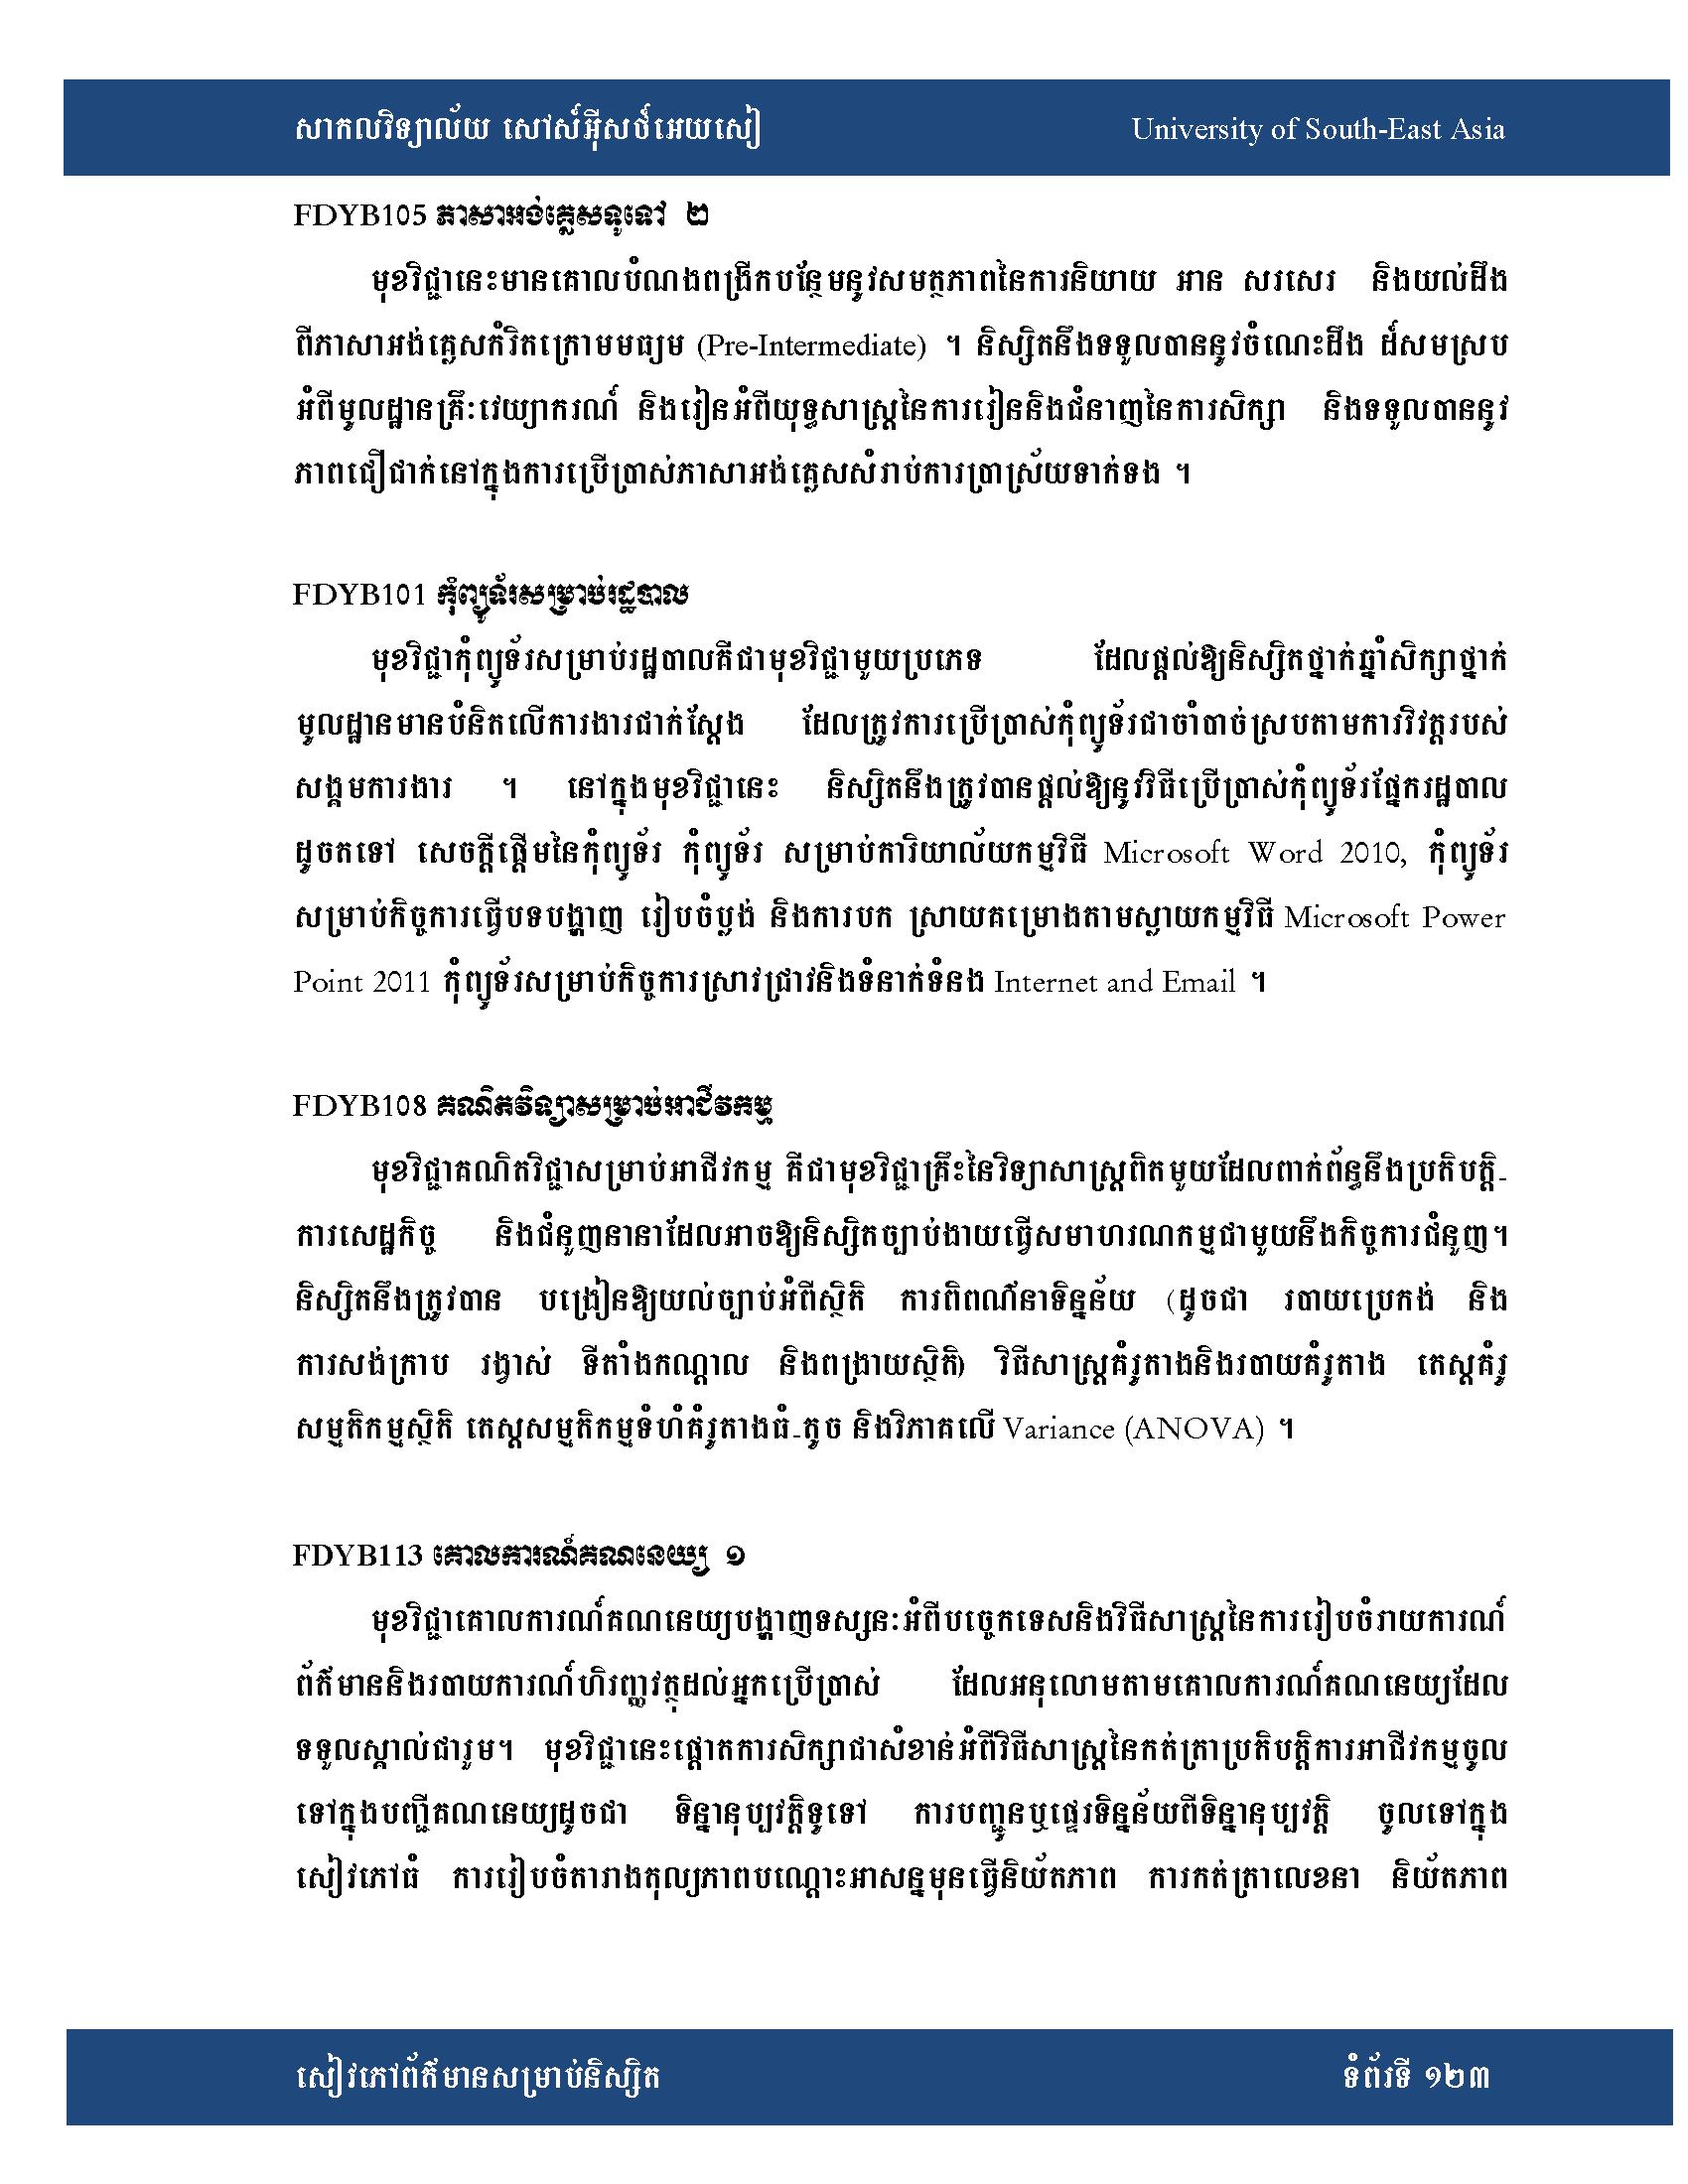 សាកលវិទ្យាល័យ សៅស៍អ៊ីសថ៍អេយសៀ University of South-East Asia
FDYB105 ភាសាអង់គ្លេសទូទៅ ២
មុខវិជ្ជានេះមានគោលបំណងពង្រីកបន្ថែមនូវសមត្ថភាពនៃការនិយាយ អាន សរសេរ និងយល់ដឹង
ពីភាសាអង់គ្លេសកំរិតក្រោមមធ្យម (Pre-Intermediate) ។ និស្សិតនឹងទទួលបាននូវចំណេះដឹង ដ៏សមស្រប
អំពីមូលដ្ឋានគ្រឹៈវេយ្យាករណ៍ និងរៀនអំពីយុទ្ធសាស្ត្រនៃការរៀននិងជំនាញនៃការសិក្សា និងទទួលបាននូវ
ភាពជឿជាក់នៅក្នុងការប្រើប្រាស់ភាសាអង់គ្លេសសំរាប់ការប្រាស្រ័យទាក់ទង ។
FDYB101 កុំព្យូទ័រសម្រាប់រដ្ឋបាល
មុខវិជ្ជាកុំព្យូទ័រសម្រាប់រដ្ឋបាលគឺជាមុខវិជ្ជាមួយប្រភេទ ដែលផ្តល់ឱ្យនិស្សិតថ្នាក់ឆ្នាំសិក្សាថ្នាក់
មូលដ្ឋានមានបំនិតលើការងារជាក់ស្តែង ដែលត្រូវការប្រើប្រាស់កុំព្យូទ័រជាចាំបាច់ស្របតាមការវិវត្តរបស់
សង្គមការងារ ។ នៅក្នុងមុខវិជ្ជានេះ និស្សិតនឹងត្រូវបានផ្តល់ឱ្យនូវវិធីប្រើប្រាស់កុំព្យូទ័រផ្នែករដ្ឋបាល
ដូចតទៅ សេចក្តីផ្តើមនៃកុំព្យូទ័រ កុំព្យូទ័រ សម្រាប់ការិយាល័យកម្មវិធី Microsoft Word 2010, កុំព្យូទ័រ
សម្រាប់កិច្ចការធ្វើបទបង្ហាញ រៀបចំប្លង់ និងការបក ស្រាយគម្រោងតាមស្លាយកម្មវិធី Microsoft Power
Point 2011 កុំព្យូទ័រសម្រាប់កិច្ចការស្រាវជ្រាវនិងទំនាក់ទំនង Internet and Email ។
FDYB108 គណិតវិទ្យាសម្រាប់អាជីវកម្ម
មុខវិជ្ជាគណិតវិជ្ជាសម្រាប់អាជីវកម្ម គឺជាមុខវិជ្ជាគ្រឹះនៃវិទ្យាសាស្ត្រពិតមួយដែលពាក់ព័ន្ធនឹងប្រតិបត្តិ-
ការសេដ្ឋកិច្ច និងជំនួញនានាដែលអាចឱ្យនិស្សិតច្បាប់ងាយធ្វើសមាហរណកម្មជាមួយនឹងកិច្ចការជំនួញ។
និស្សិតនឹងត្រូវបាន បង្រៀនឱ្យយល់ច្បាប់អំពីស្ថិតិ ការពិពណ៌នាទិន្នន័យ (ដូចជា របាយប្រេកង់ និង
ការសង់ក្រាប រង្វាស់ ទីតាំងកណ្តាល និងពង្រាយស្ថិតិ) វិធីសាស្ត្រគំរូតាងនិងរបាយគំរូតាង តេស្តគំរូ
សម្មតិកម្មស្ថិតិ តេស្តសម្មតិកម្មទំហំគំរូតាងធំ-តូច និងវិភាគលើ Variance (ANOVA) ។
FDYB113 គោលការណ៍គណនេយ្យ ១
មុខវិជ្ជាគោលការណ៍គណនេយ្យបង្ហាញទស្សនៈអំពីបច្ចេកទេសនិងវិធីសាស្ត្រនៃការរៀបចំរាយការណ៍
ព័ត៌មាននិងរបាយការណ៍ហិរញ្ញវត្ថុដល់អ្នកប្រើប្រាស់ ដែលអនុលោមតាមគោលការណ៍គណនេយ្យដែល
ទទួលស្គាល់ជារួម។ មុខវិជ្ជានេះផ្តោតការសិក្សាជាសំខាន់អំពីវិធីសាស្ត្រនៃកត់ត្រាប្រតិបត្តិការអាជីវកម្មចូល
ទៅក្នុងបញ្ជីគណនេយ្យដូចជា ទិន្នានុប្បវត្តិទូទៅ ការបញ្ជូនឬផ្ទេរទិន្នន័យពីទិន្នានុប្បវត្តិ ចូលទៅក្នុង
សៀវភៅធំ ការរៀបចំតារាងតុល្យភាពបណ្តោះអាសន្នមុនធ្វើនិយ័តភាព ការកត់ត្រាលេខនា និយ័តភាព
សៀវភៅព័ត៌មានសម្រាប់និស្សិត ទំព័រទី ១២៣